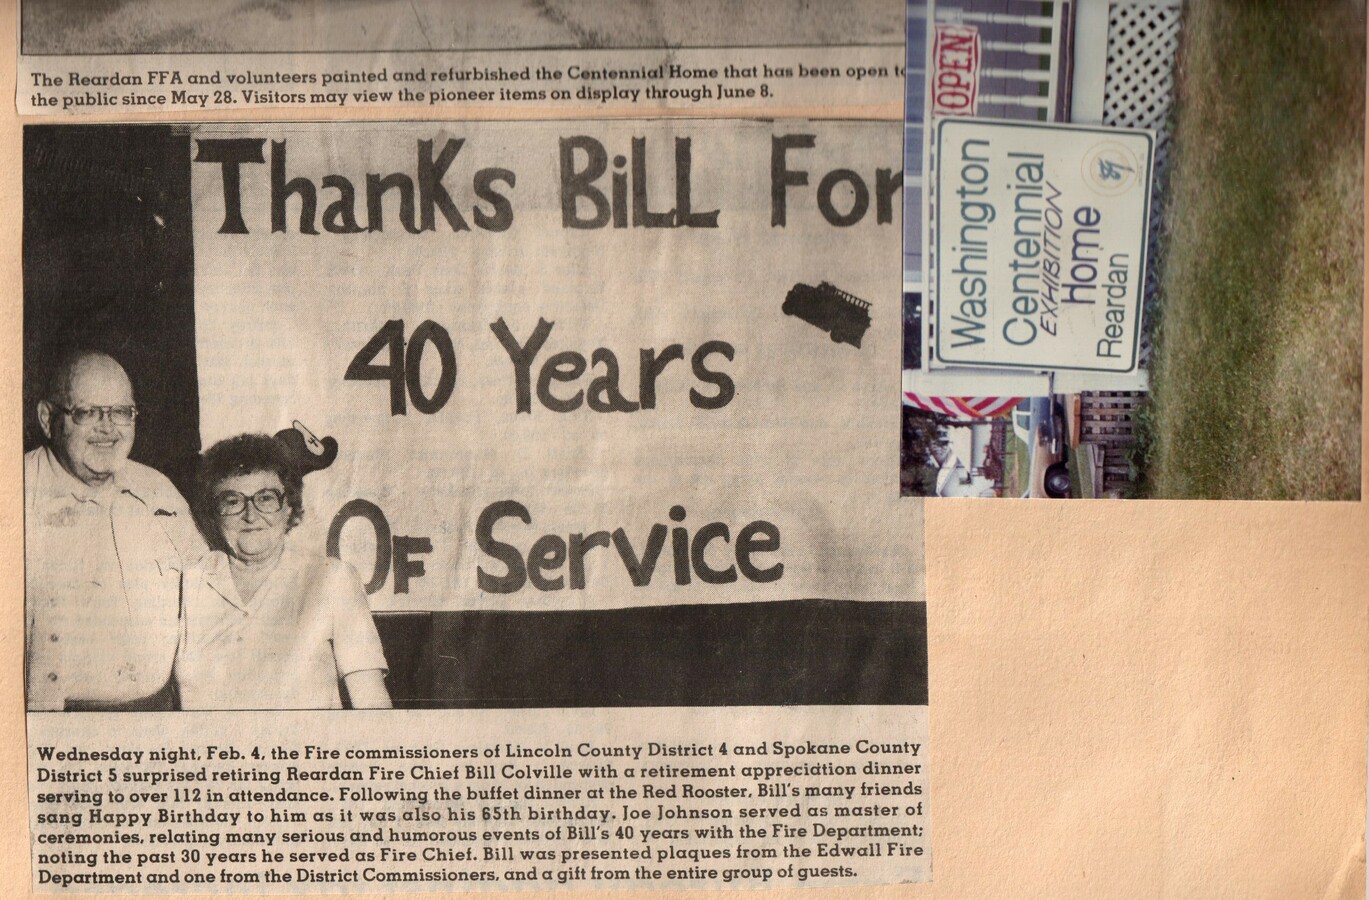 The Reardan FFA and volunteers painted and refurbished the Centennial Home that has been open
the public since May 28. Visitors may view the pioneer items on display through June 8.
Thanks Bill For
40 Years
Of Service
4
Wednesday night, Feb. 4, the Fire commissioners of Lincoln County District 4 and Spokane County
District 5 surprised retiring Reardan Fire Chief Bill Colville with a retirement appreciation dinner
serving to over 112 in attendance. Following the buffet dinner at the Red Rooster, Bill's many friends
sang Happy Birthday to him as it was also his 65th birthday. Joe Johnson served as master of
ceremonies, relating many serious and humorous events of Bill's 40 years with the Fire Department;
noting the past 30 years he served as Fire Chief. Bill was presented plaques from the Edwall Fire
Department and one from the District Commissioners, and a gift from the entire group of guests.
OPEN
Washington
Centennial
EXHIBITION
Home
Reardan
89